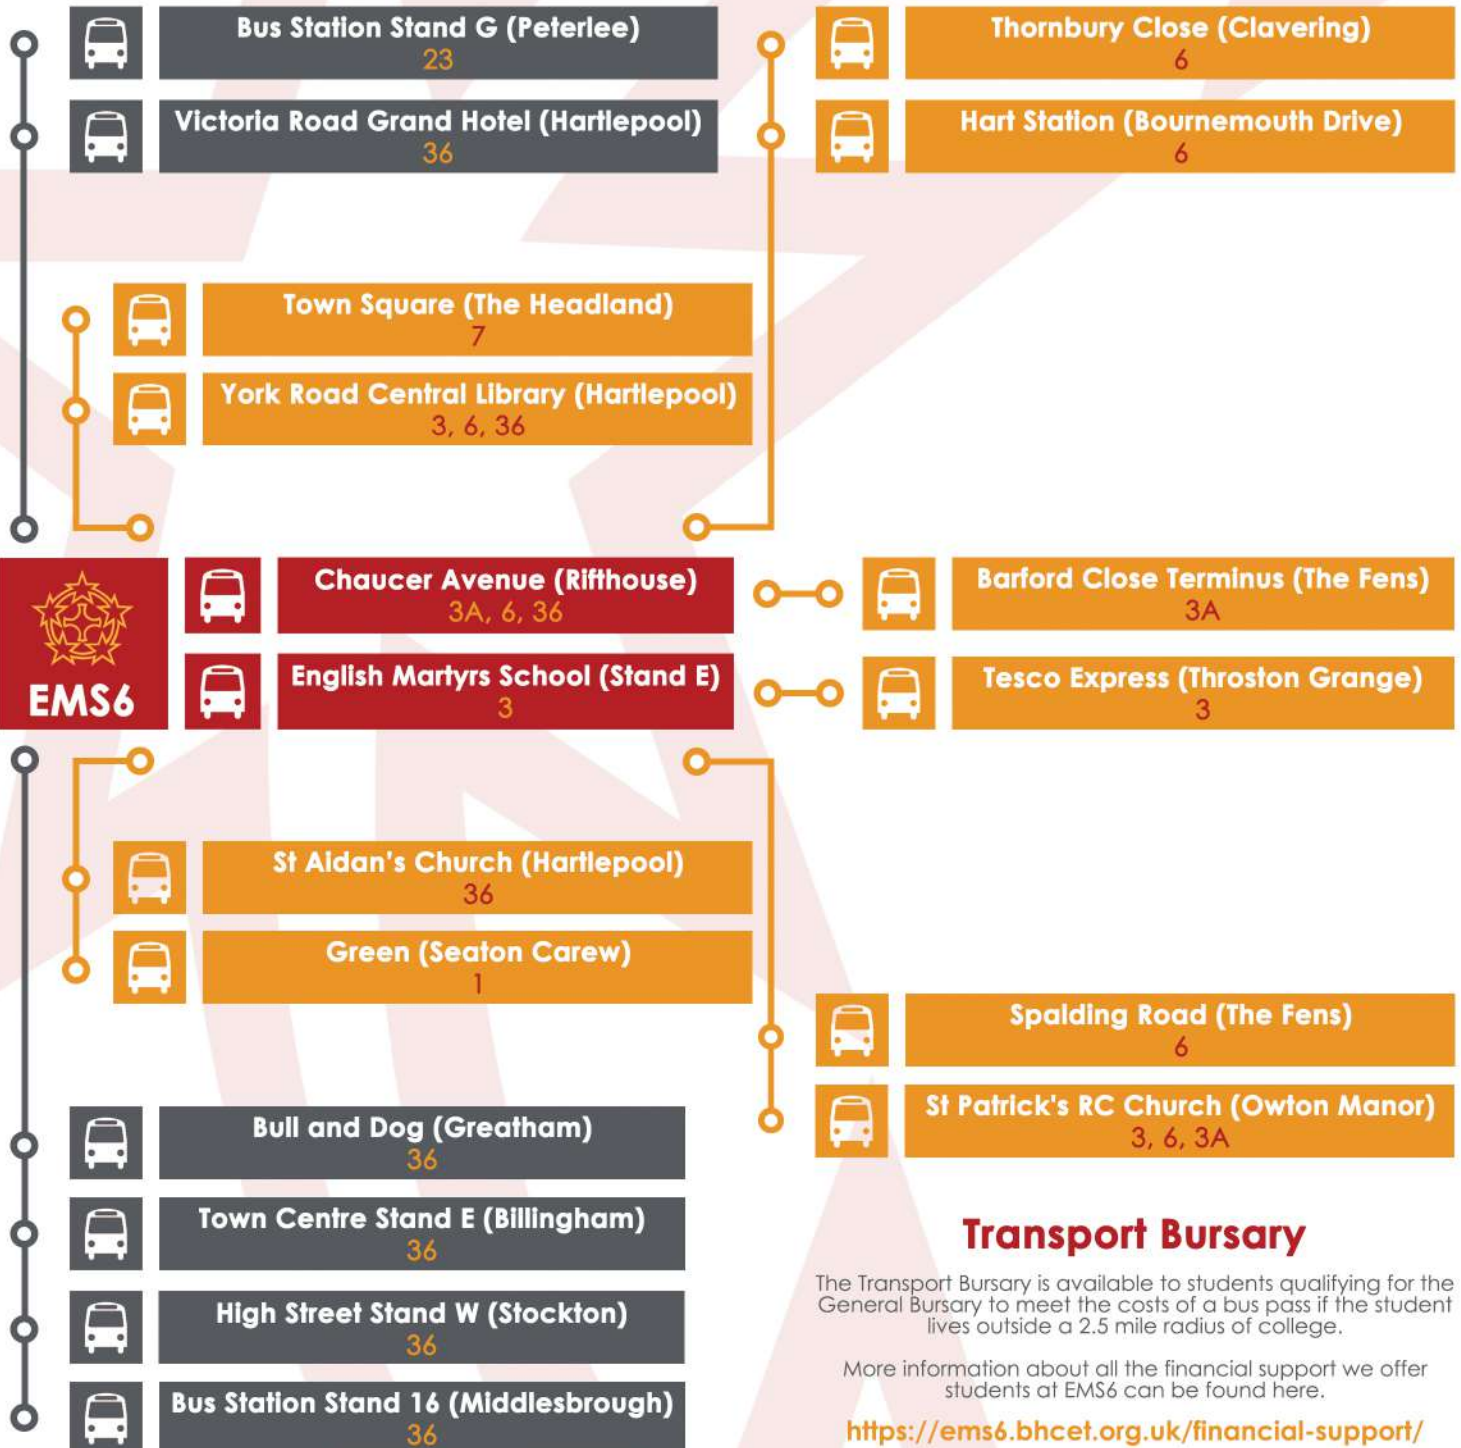 Bus Station Stand G (Peterlee)
23
Victoria Road Grand Hotel (Hartlepool)
36
Thornbury Close (Clavering)
6
Hart Station (Bournemouth Drive)
6
Town Square (The Headland)
7
York Road Central Library (Hartlepool)
3, 6, 36
EMS6
Chaucer Avenue (Rifthouse)
3A, 6, 36
English Martyrs School (Stand E)
3
Barford Close Terminus (The Fens)
3A
Tesco Express (Throston Grange)
3
St Aidan's Church (Hartlepool)
36
Green (Seaton Carew)
1
Spalding Road (The Fens)
6
St Patrick's RC Church (Owton Manor)
3, 6, 3A
Bull and Dog (Greatham)
36
Town Centre Stand E (Billingham)
36
High Street Stand W (Stockton)
36
Bus Station Stand 16 (Middlesbrough)
36
Transport Bursary
The Transport Bursary is available to students qualifying for the
General Bursary to meet the costs of a bus pass if the student
lives outside a 2.5 mile radius of college.
More information about all the financial support we offer
students at EMS6 can be found here.
https://ems6.bhcet.org.uk/financial-support/